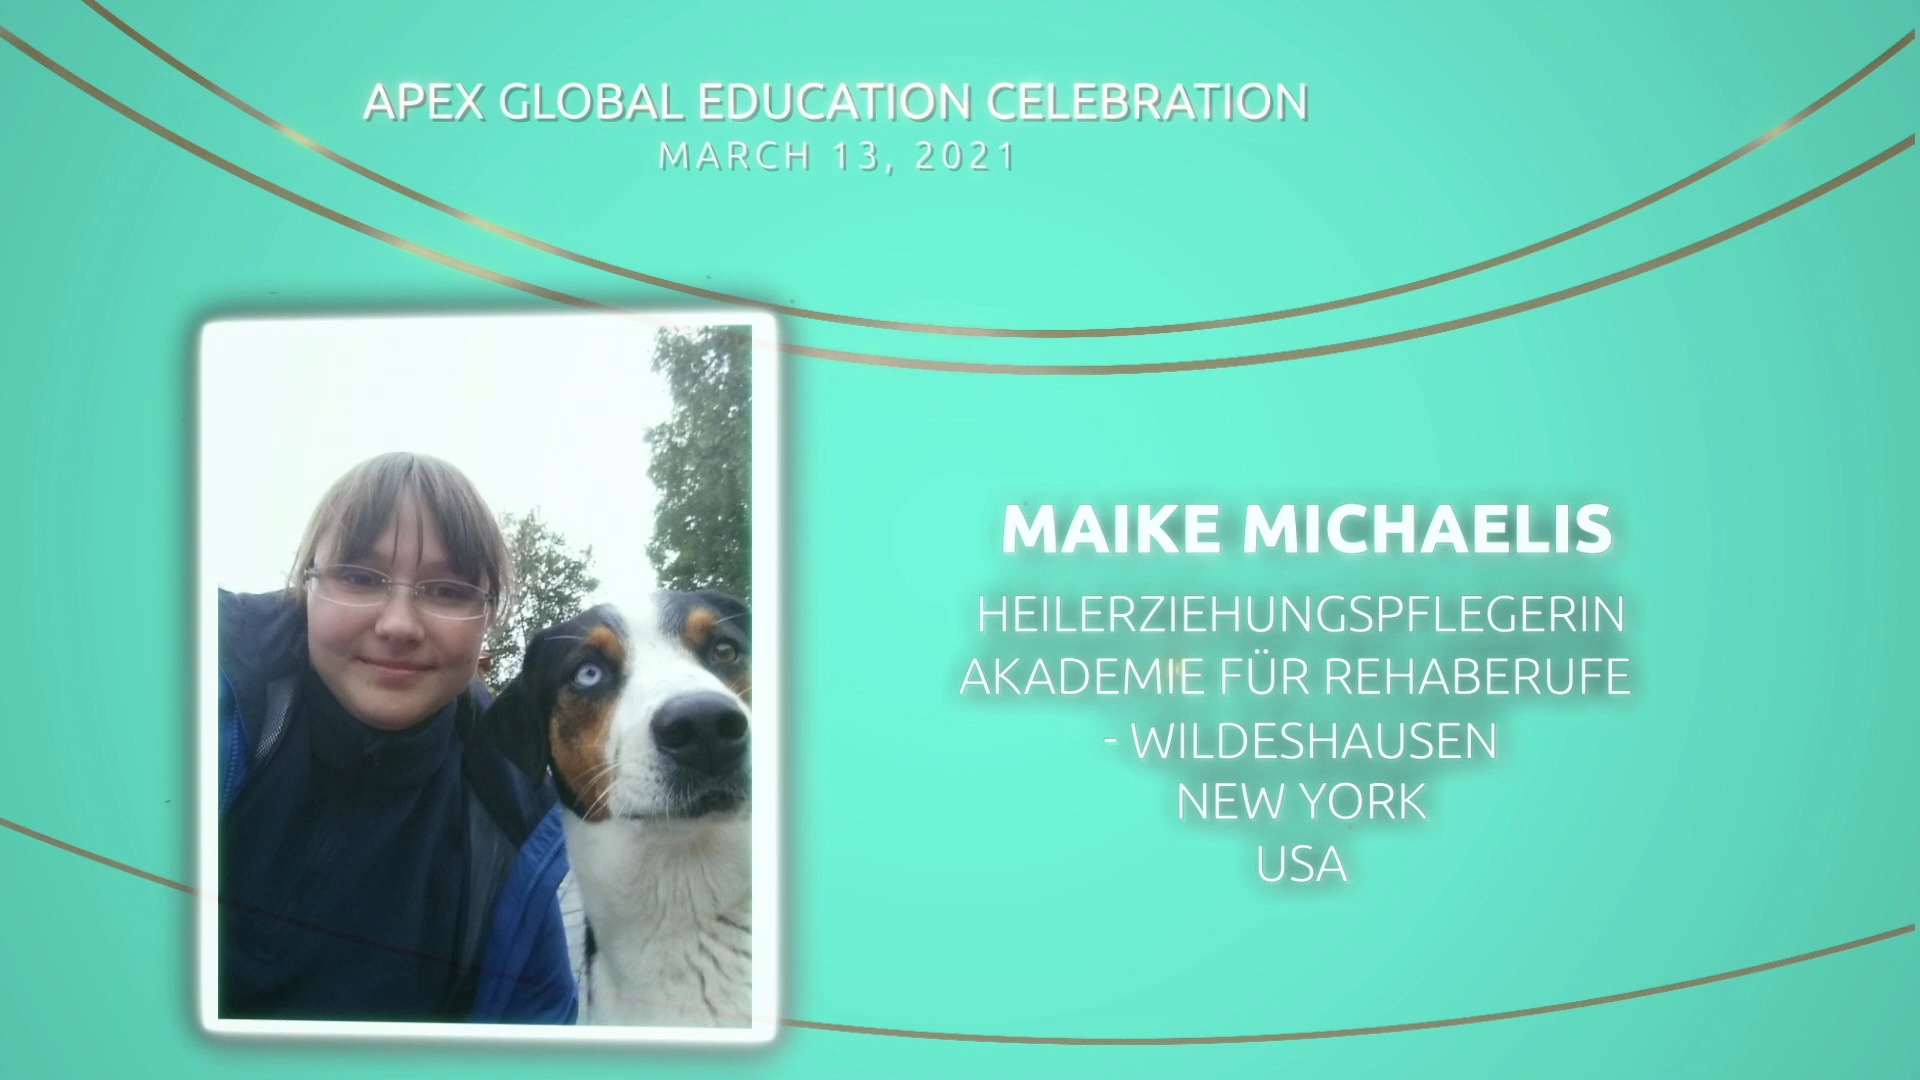 APEX GLOBAL EDUCATION CELEBRATION
MARCH 13, 2021
MAIKE MICHAELIS
HEILERZIEHUNGSPFLEGERIN
AKADEMIE FÜR REHABERUFE
- WILDESHAUSEN
NEW YORK
USA